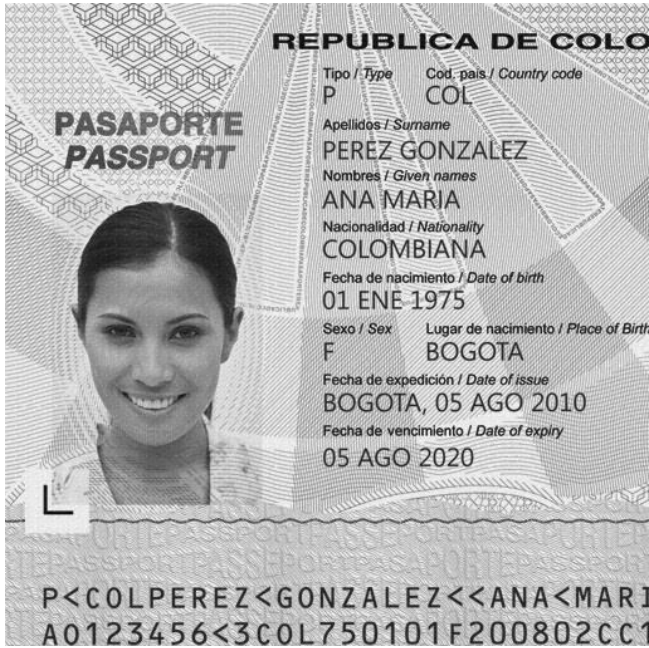 REPUBLICA DE COLO
Tipo / Type Cod. pais / Country code
P COL
PASAPORTE
PASSPORT
Apellidos / Surname
PEREZ GONZALEZ
Nombres / Given names
ANA MARIA
Nacionalidad / Nationality
COLOMBIANA
Fecha de nacimiento / Date of birth
01 ENE 1975
Sexo / Sex Lugar de nacimiento / Place of Birth
F BOGOTA
Fecha de expedición / Date of issue
BOGOTA, 05 AGO 2010
Fecha de vencimiento / Date of expiry
05 AGO 2020
P<COLPEREZ<GONZALEZ<<ANA<MARI
A0123456<3COL750101F200802CC1